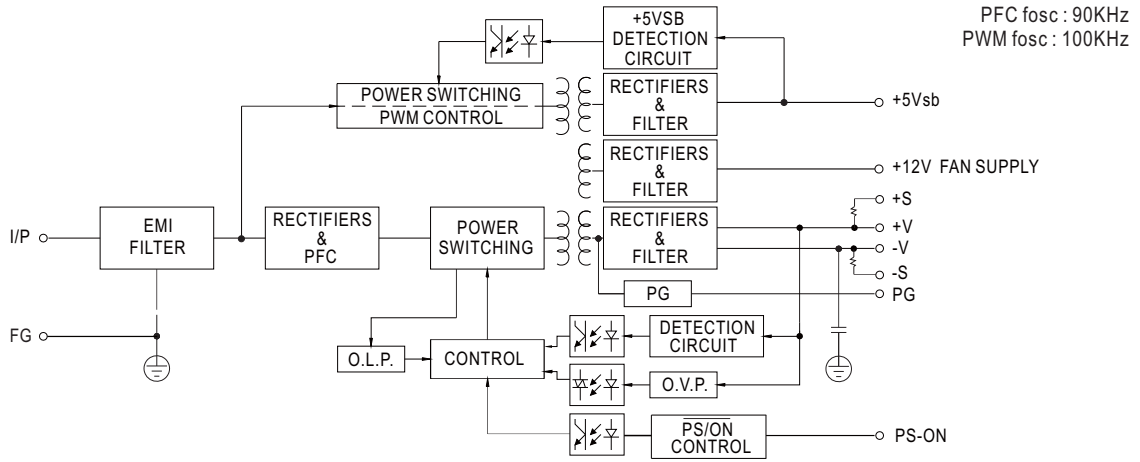 PFC fosc : 90KHz
PWM fosc : 100KHz
+5VSB
DETECTION
CIRCUIT
POWER SWITCHING
PWM CONTROL
RECTIFIERS
&
FILTER
+5Vsb
RECTIFIERS
&
FILTER
+12V FAN SUPPLY
I/P
EMI
FILTER
RECTIFIERS
&
PFC
POWER
SWITCHING
RECTIFIERS
&
FILTER
+S
+V
-V
-S
PG
PG
FG
O.L.P.
CONTROL
DETECTION
CIRCUIT
O.V.P.
PS/ON
CONTROL
PS-ON